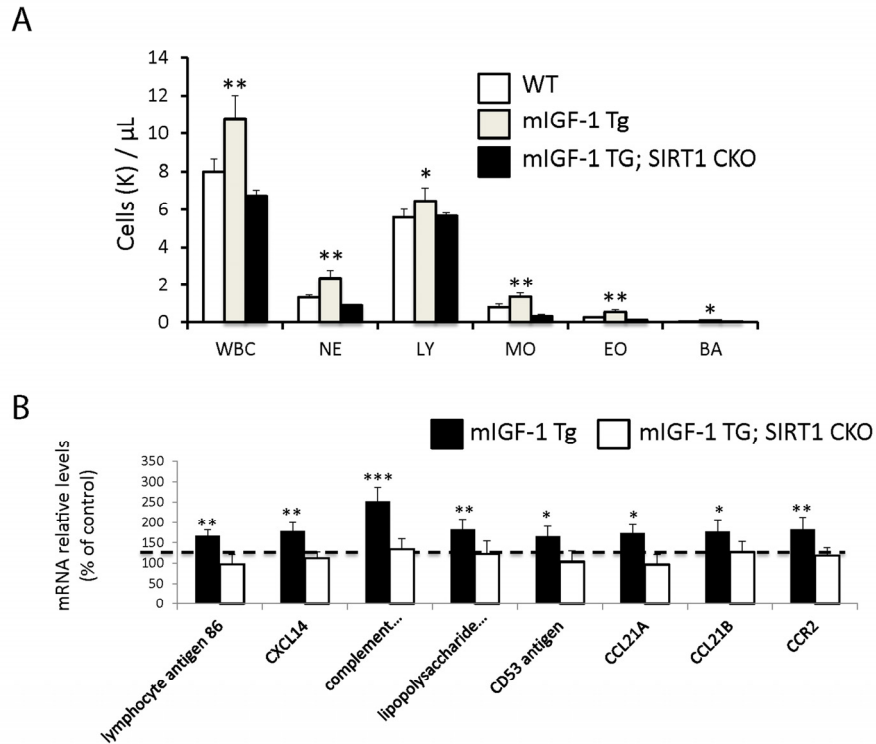 A
14
12
10
8
6
4
2
0
Cells (K) / µL
** ** * ** ** *
WT
mIGF-1 Tg
mIGF-1 TG; SIRT1 CKO
WBC NE LY MO EO BA
B
mIGF-1 Tg mIGF-1 TG; SIRT1 CKO
350
300
250
200
150
100
50
0
mRNA relative levels
(% of control)
** ** *** ** * * * **
lymphocyte antigen 86
CXCL14
complement...
lipopolysaccharide...
CD53 antigen
CCL21A
CCL21B
CCR2